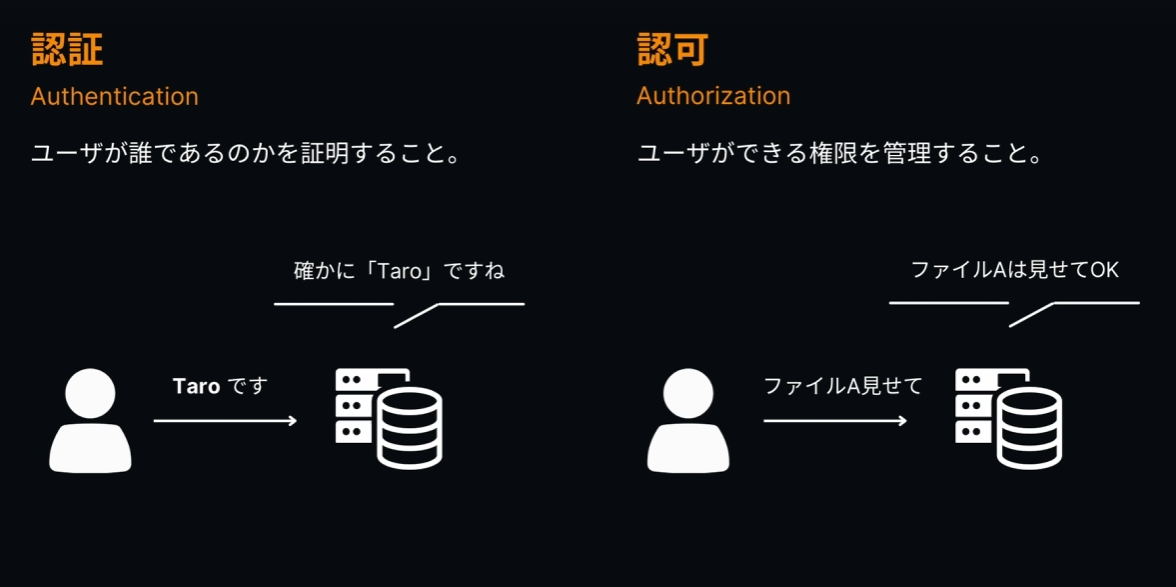 認証
Authentication
ユーザが誰であるのかを証明すること。
確かに「Taro」ですね
Taro です
認可
Authorization
ユーザができる権限を管理すること。
ファイルAは見せてOK
ファイルA見せて